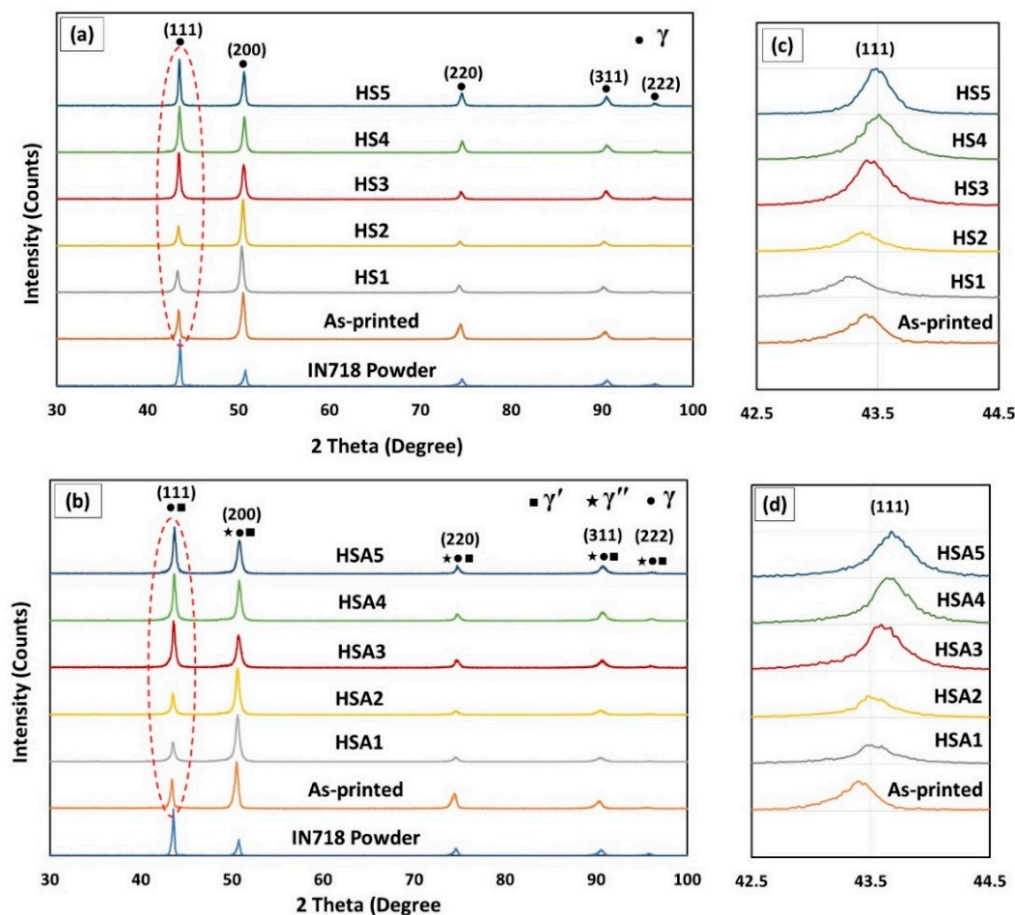 (a)
(111)
(200)
● γ
(220)
(311)
(222)
HS5
HS4
HS3
HS2
HS1
As-printed
IN718 Powder
Intensity (Counts)
30 40 50 60 70 80 90 100
2 Theta (Degree)
(c)
(111)
HS5
HS4
HS3
HS2
HS1
As-printed
42.5 43.5 44.5
(b)
(111)
●■
(200)
★●■
■ γ′ ★ γ″ ● γ
(220)
★●■
(311)
★●■
(222)
★●■
HSA5
HSA4
HSA3
HSA2
HSA1
As-printed
IN718 Powder
Intensity (Counts)
30 40 50 60 70 80 90 100
2 Theta (Degree
(d)
(111)
HSA5
HSA4
HSA3
HSA2
HSA1
As-printed
42.5 43.5 44.5